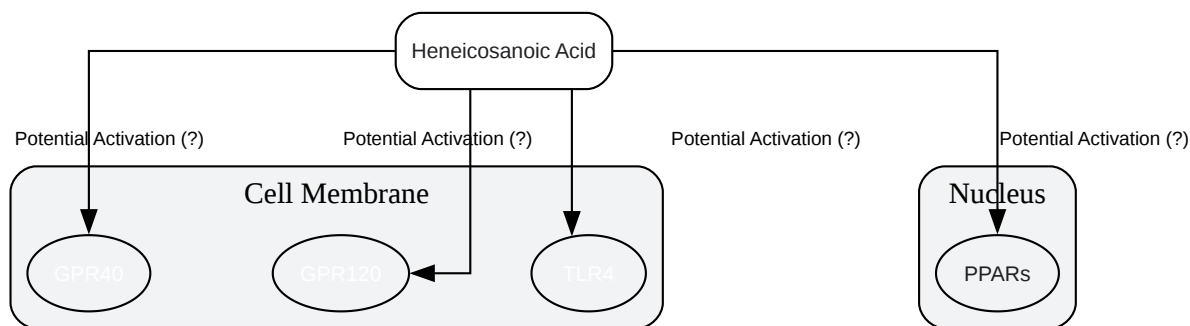 Heneicosanoic Acid
Potential Activation (?)
Potential Activation (?)
Potential Activation (?)
Potential Activation (?)
Cell Membrane
Nucleus
GPR40
GPR120
TLR4
PPARs